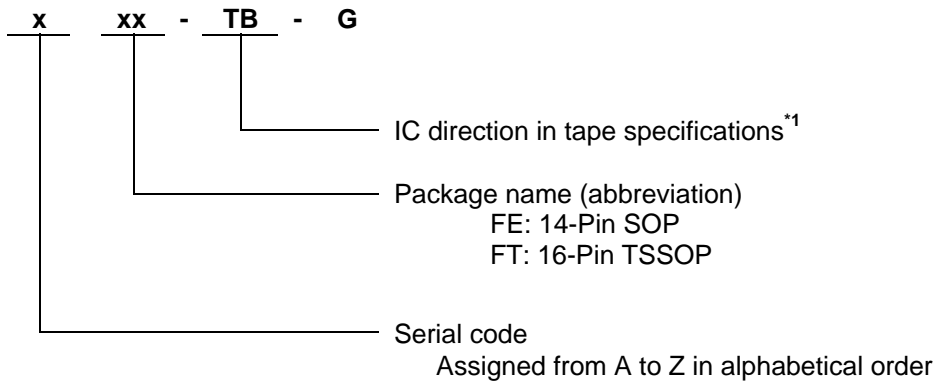 x xx - TB - G
IC direction in tape specifications*1
Package name (abbreviation)
FE: 14-Pin SOP
FT: 16-Pin TSSOP
Serial code
Assigned from A to Z in alphabetical order